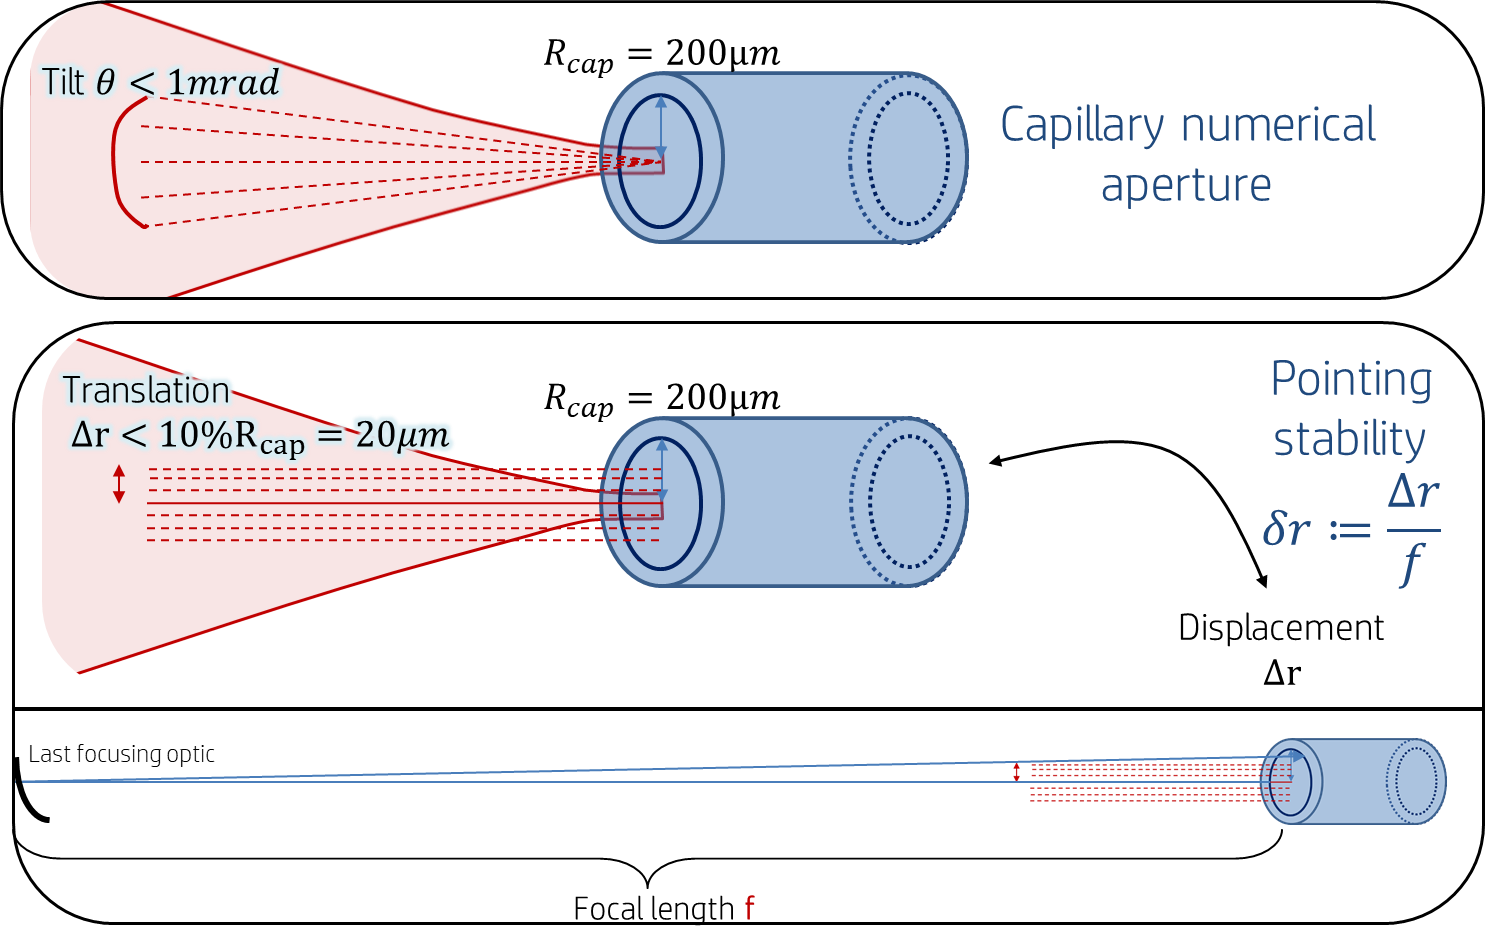 Tilt θ < 1mrad
R_cap = 200μm
Capillary numerical
aperture
Translation
Δr < 10%R_cap = 20μm
R_cap = 200μm
Pointing
stability
δr := Δr/f
Displacement
Δr
Last focusing optic
Focal length f